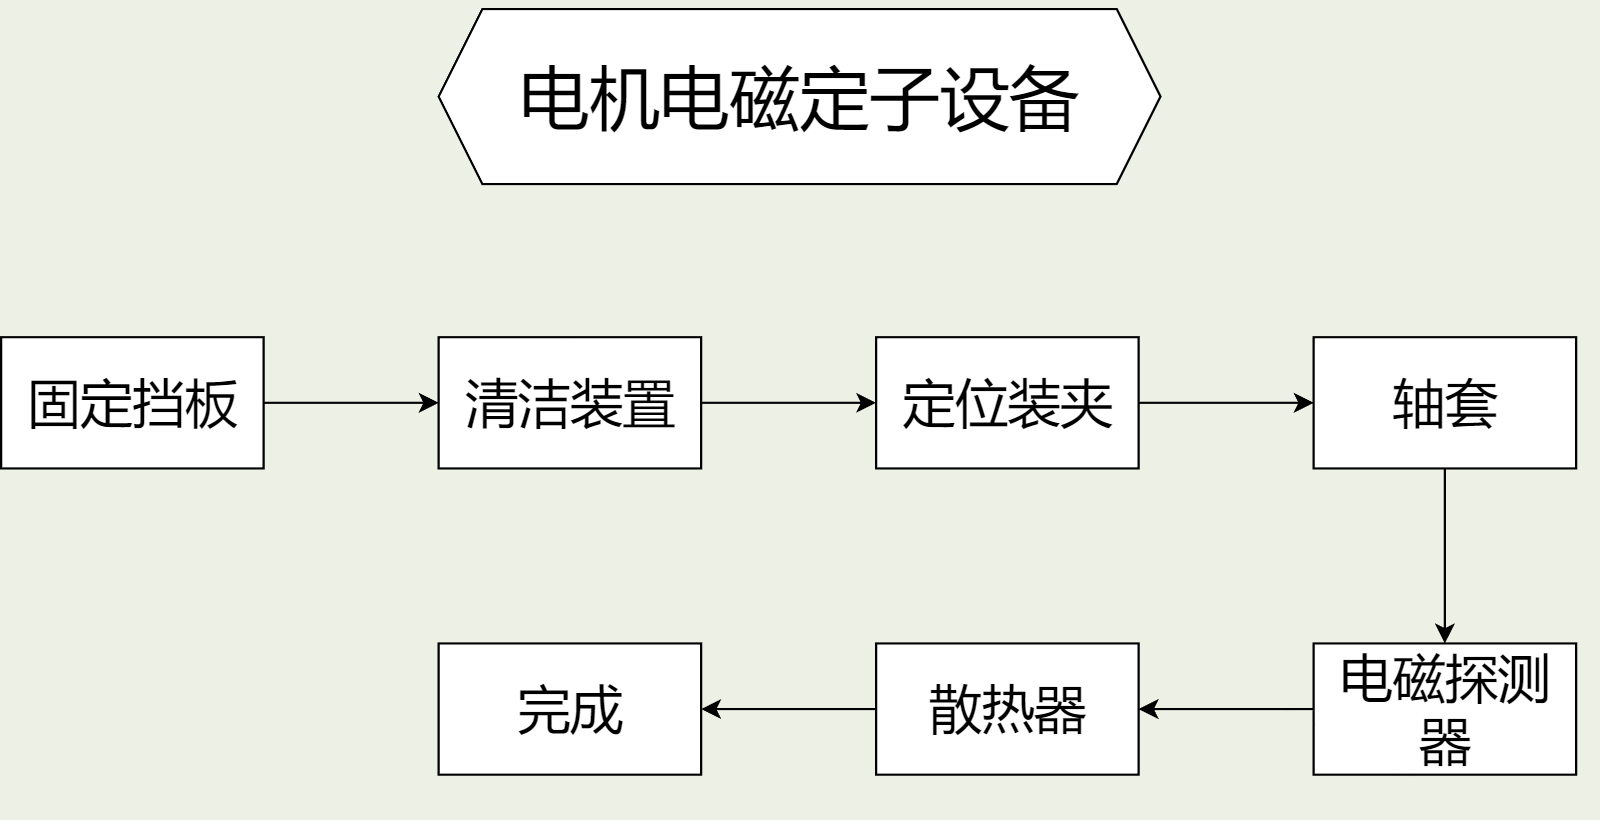 电机电磁定子设备
固定挡板
清洁装置
定位装夹
轴套
电磁探测
器
散热器
完成